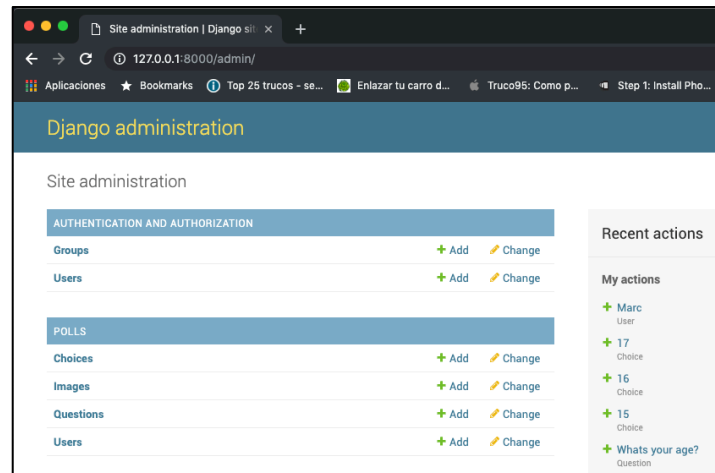 Site administration | Django sit
127.0.0.1:8000/admin/
Aplicaciones Bookmarks Top 25 trucos - se... Enlazar tu carro d... Truco95: Como p... Step 1: Install Pho...
Django administration
Site administration
AUTHENTICATION AND AUTHORIZATION
Groups + Add Change
Users + Add Change
POLLS
Choices + Add Change
Images + Add Change
Questions + Add Change
Users + Add Change
Recent actions
My actions
+ Marc
User
+ 17
Choice
+ 16
Choice
+ 15
Choice
+ Whats your age?
Question